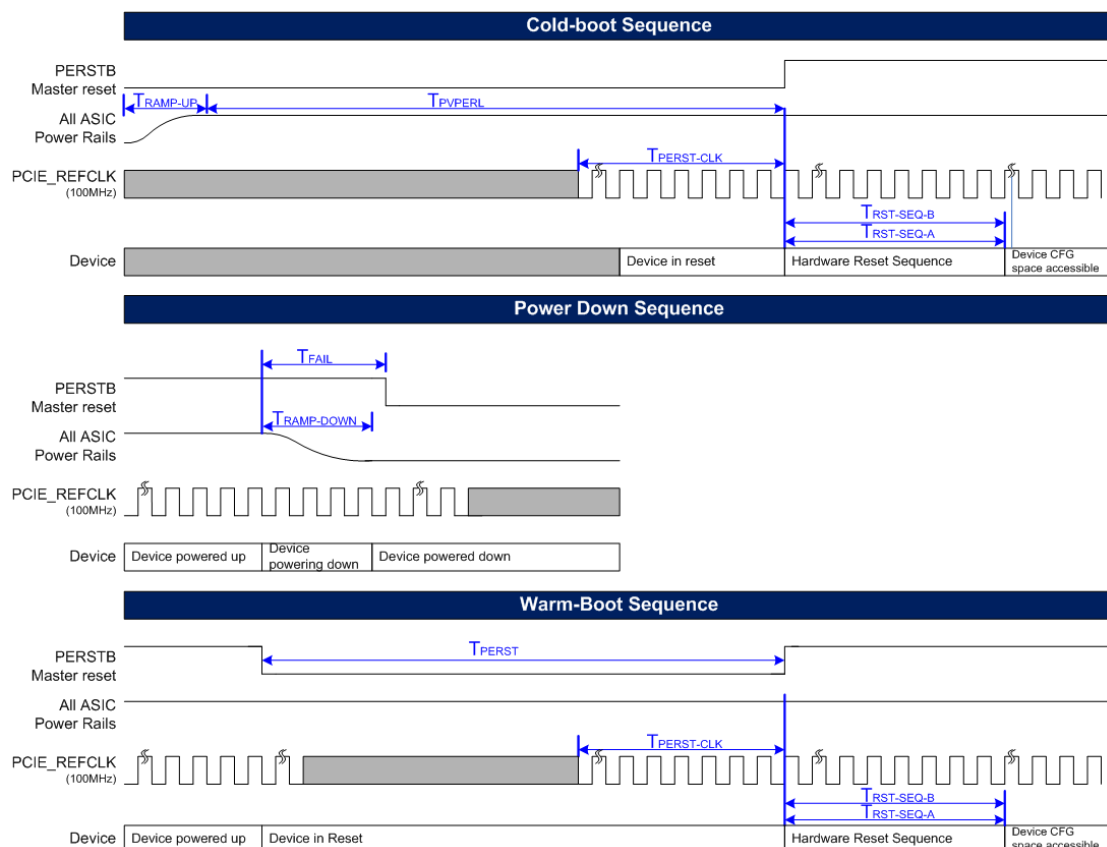 Cold-boot Sequence
PERSTB
Master reset
TRAMP-UP
TPVPERL
All ASIC
Power Rails
TPERST-CLK
PCIE_REFCLK
(100MHz)
TRST-SEQ-B
TRST-SEQ-A
Device
Device in reset
Hardware Reset Sequence
Device CFG
space accessible
Power Down Sequence
TFAIL
PERSTB
Master reset
TRAMP-DOWN
All ASIC
Power Rails
PCIE_REFCLK
(100MHz)
Device
Device powered up
Device
powering down
Device powered down
Warm-Boot Sequence
TPERST
PERSTB
Master reset
All ASIC
Power Rails
TPERST-CLK
PCIE_REFCLK
(100MHz)
TRST-SEQ-B
TRST-SEQ-A
Device
Device powered up
Device in Reset
Hardware Reset Sequence
Device CFG
space accessible